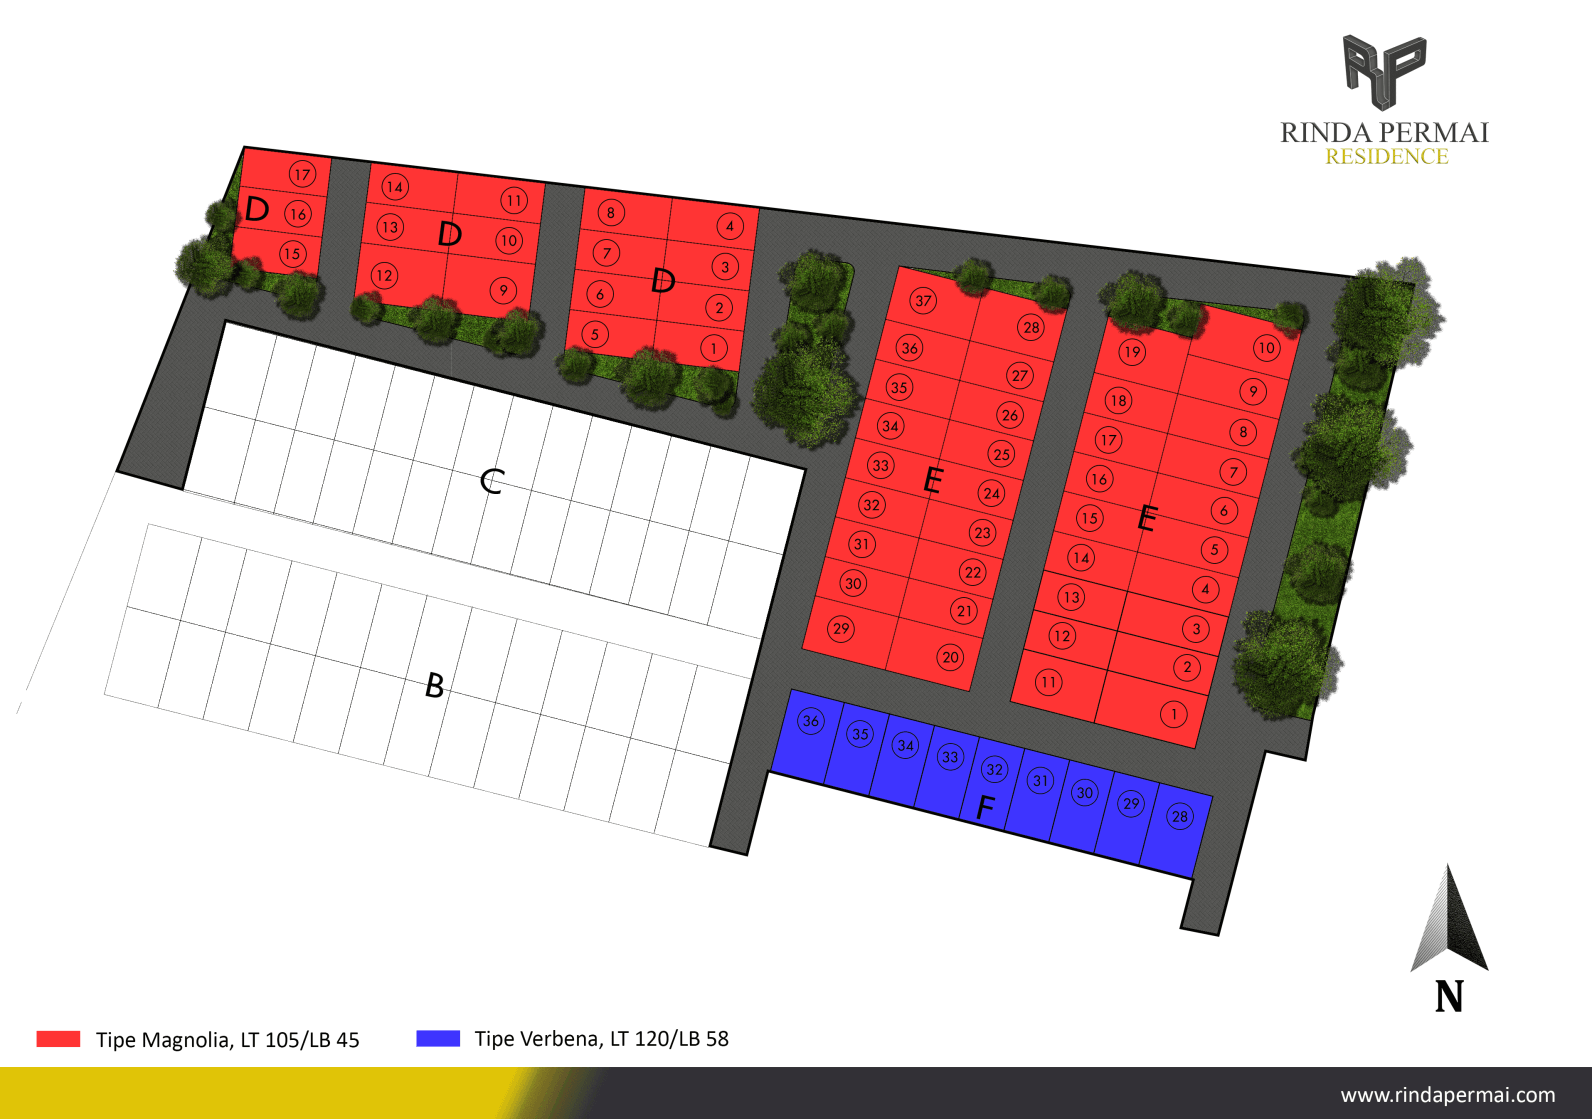 RP
RINDA PERMAI
RESIDENCE
17
D 16
15
14 11
13 D 10
12 9
8 4
7 D 3
6 2
5 1
37 28
36 27
35 26
34 25
33 E 24
32 23
31 22
30 21
29 20
19 10
18 9
17 8
16 7
15 E 6
14 5
13 4
12 3
11 2
1
C
B
36 35 34 33 32 31 30 29 28
F
N
Tipe Magnolia, LT 105/LB 45
Tipe Verbena, LT 120/LB 58
www.rindapermai.com